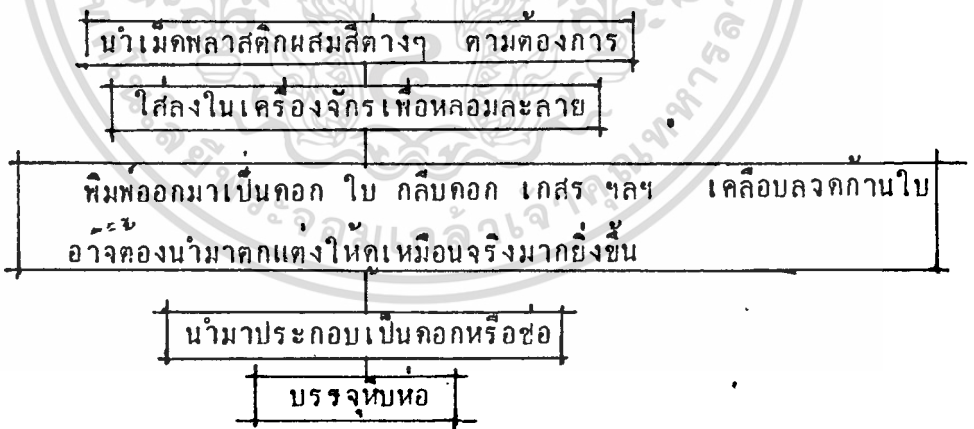 นำเม็ดพลาสติกผสมสีต่างๆ ตามต้องการ
ใส่ลงในเครื่องจักรเพื่อหลอมละลาย
พิมพ์ออกมาเป็นดอก ใบ กลีบดอก เกสร ฯลฯ เคลือบลวดก้านใบ
อาจต้องนำมาตกแต่งให้ดูเหมือนจริงมากยิ่งขึ้น
นำมาประกอบเป็นดอกหรือช่อ
บรรจุหีบห่อ